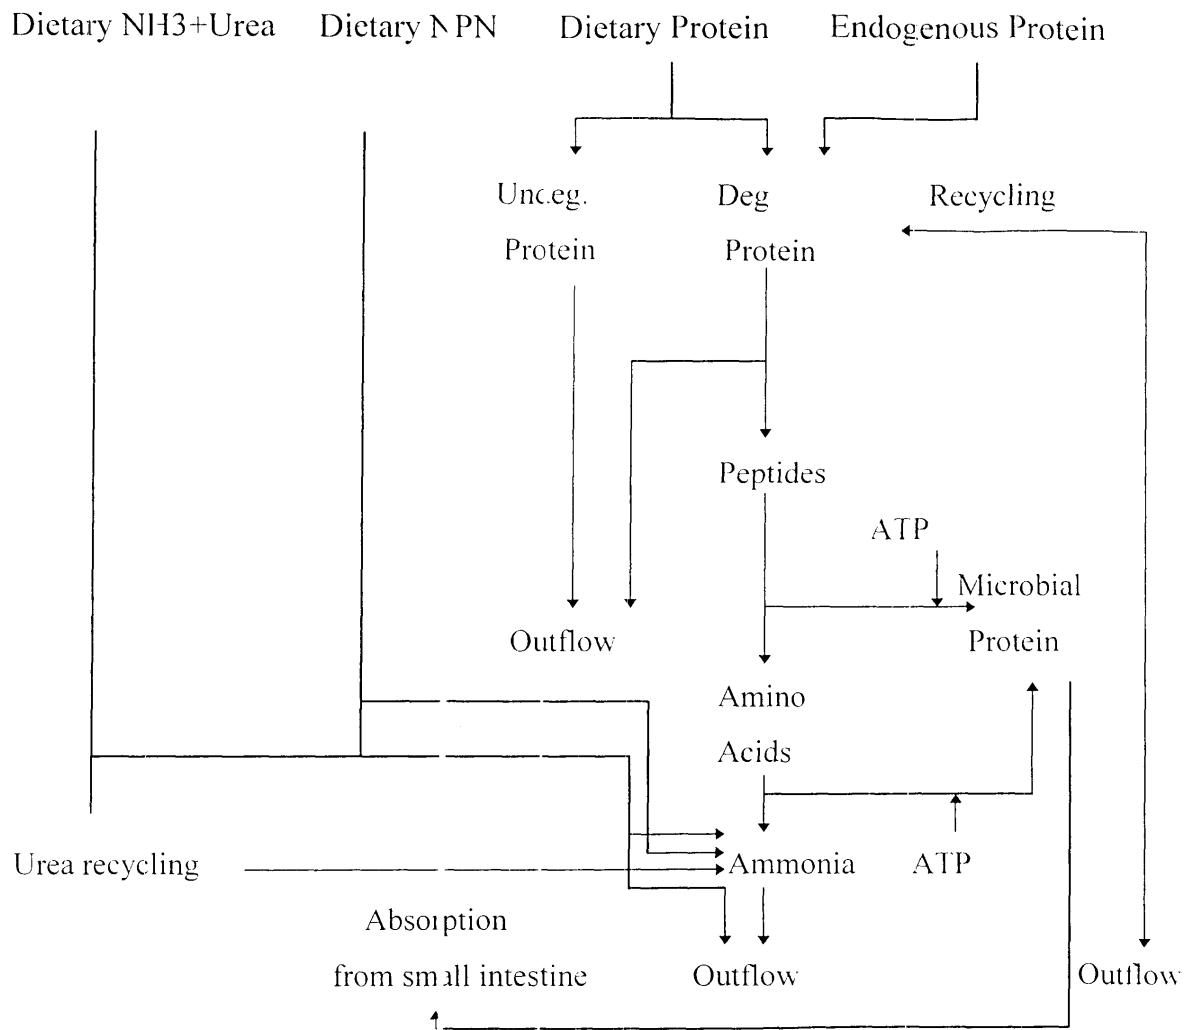 Dietary NH3+Urea Dietary NPN Dietary Protein Endogenous Protein
Undeg. Deg Recycling
Protein Protein
Peptides
ATP
Microbial
Outflow Protein
Amino
Acids
Urea recycling Ammonia ATP
Absorption
from small intestine Outflow Outflow